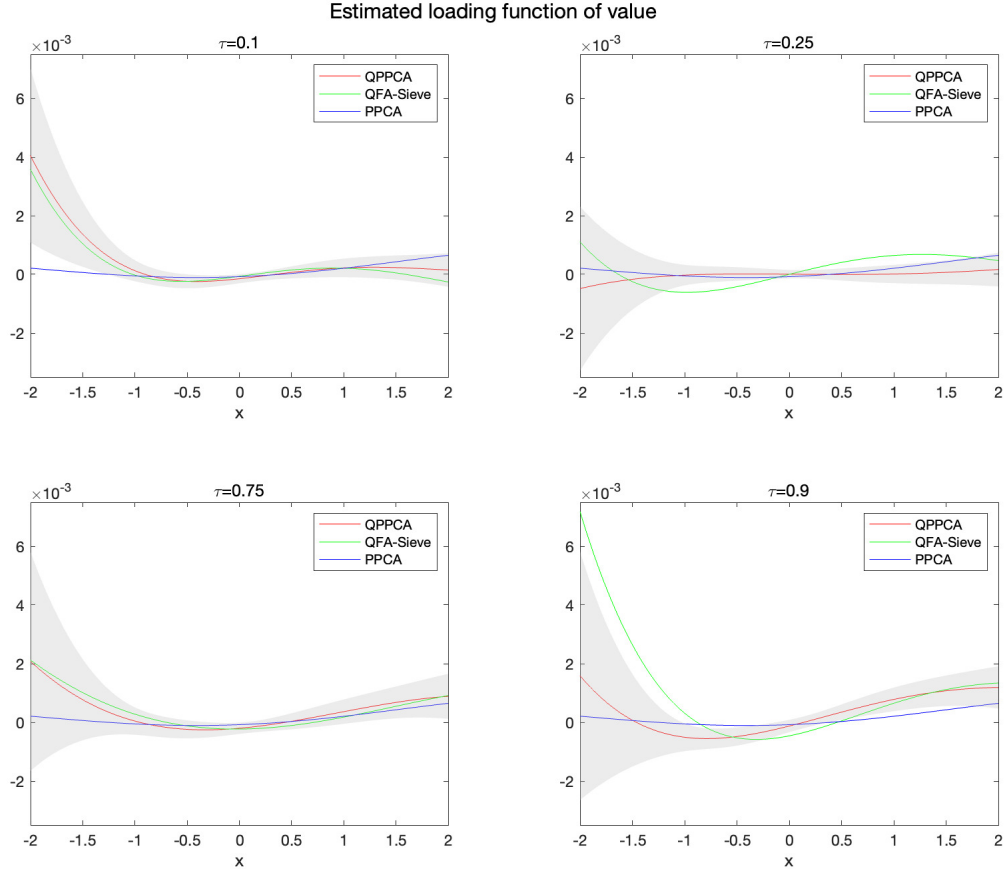 Estimated loading function of value
×10⁻³
τ=0.1
QPPCA
QFA-Sieve
PPCA
6
4
2
0
-2
-2 -1.5 -1 -0.5 0 0.5 1 1.5 2
x
×10⁻³
τ=0.25
QPPCA
QFA-Sieve
PPCA
6
4
2
0
-2
-2 -1.5 -1 -0.5 0 0.5 1 1.5 2
x
×10⁻³
τ=0.75
QPPCA
QFA-Sieve
PPCA
6
4
2
0
-2
-2 -1.5 -1 -0.5 0 0.5 1 1.5 2
x
×10⁻³
τ=0.9
QPPCA
QFA-Sieve
PPCA
6
4
2
0
-2
-2 -1.5 -1 -0.5 0 0.5 1 1.5 2
x